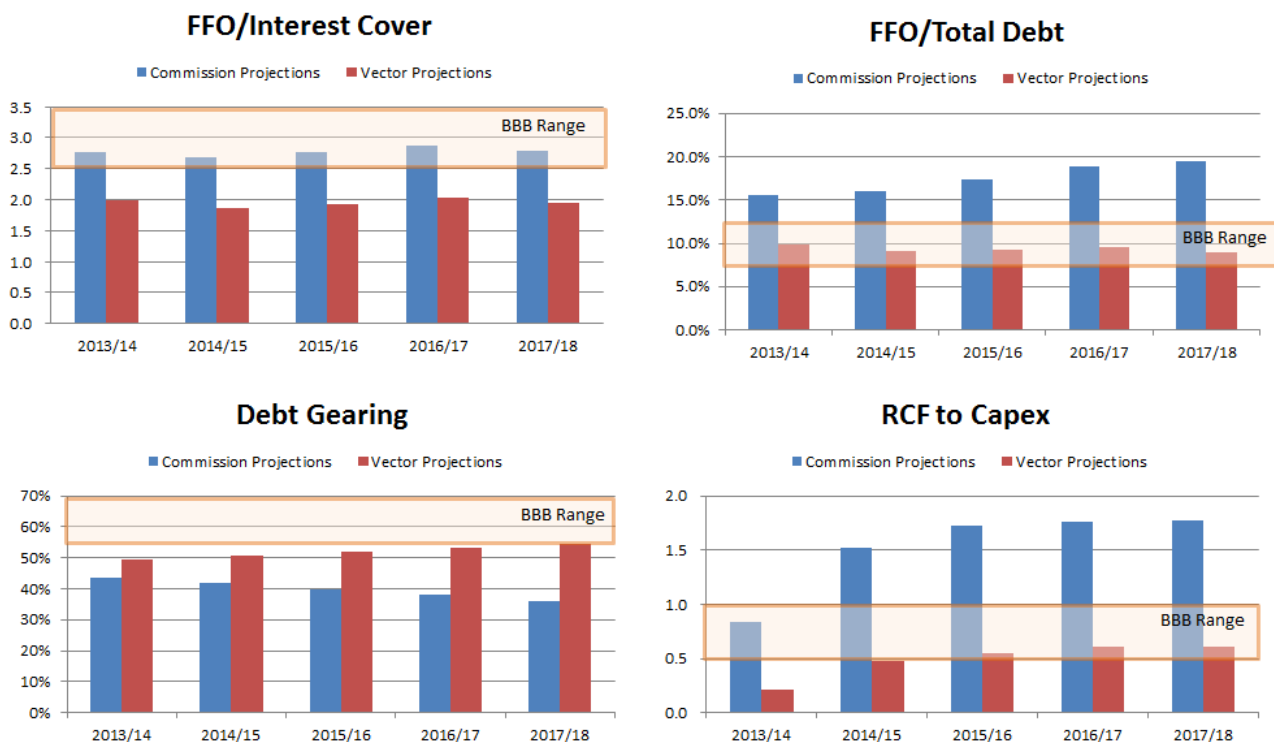 FFO/Interest Cover
Commission Projections Vector Projections
3.5
BBB Range
3.0
2.5
2.0
1.5
1.0
0.5
0.0
2013/14 2014/15 2015/16 2016/17 2017/18
FFO/Total Debt
Commission Projections Vector Projections
25.0%
20.0%
15.0%
BBB Range
10.0%
5.0%
0.0%
2013/14 2014/15 2015/16 2016/17 2017/18
Debt Gearing
Commission Projections Vector Projections
70%
BBB Range
60%
50%
40%
30%
20%
10%
0%
2013/14 2014/15 2015/16 2016/17 2017/18
RCF to Capex
Commission Projections Vector Projections
2.0
1.5
1.0
BBB Range
0.5
0.0
2013/14 2014/15 2015/16 2016/17 2017/18